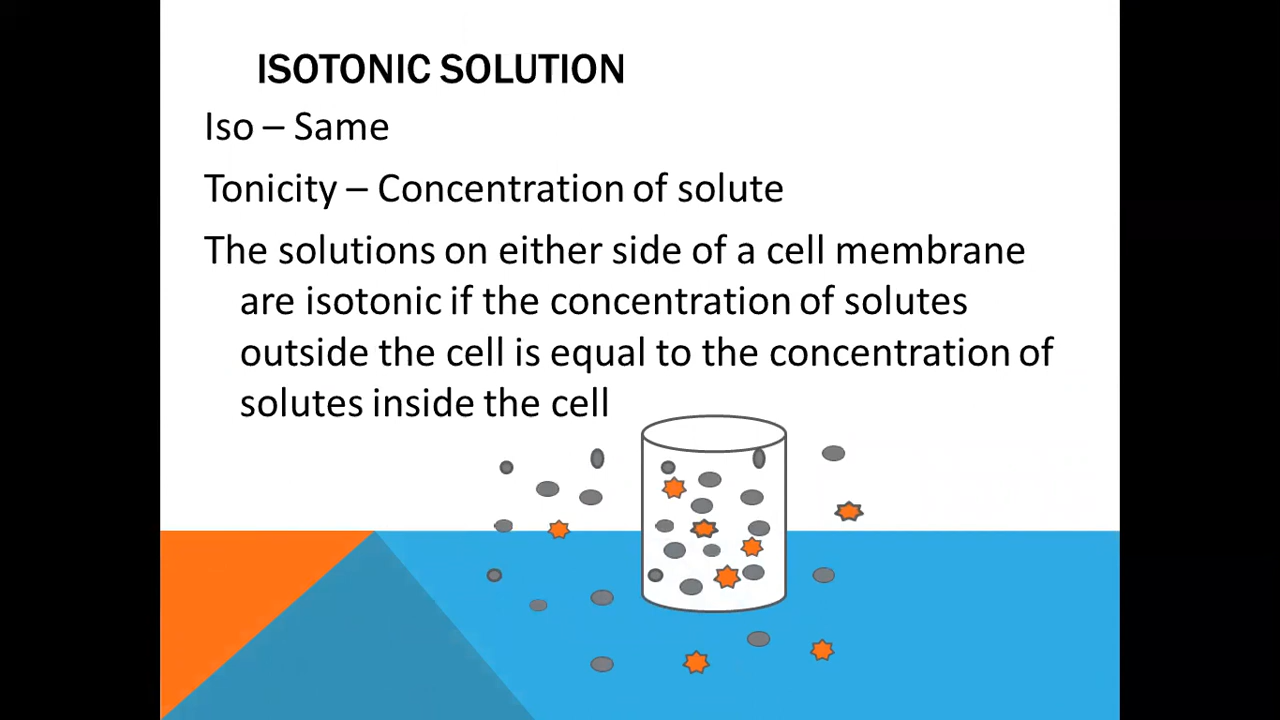 ISOTONIC SOLUTION
Iso – Same
Tonicity – Concentration of solute
The solutions on either side of a cell membrane
are isotonic if the concentration of solutes
outside the cell is equal to the concentration of
solutes inside the cell